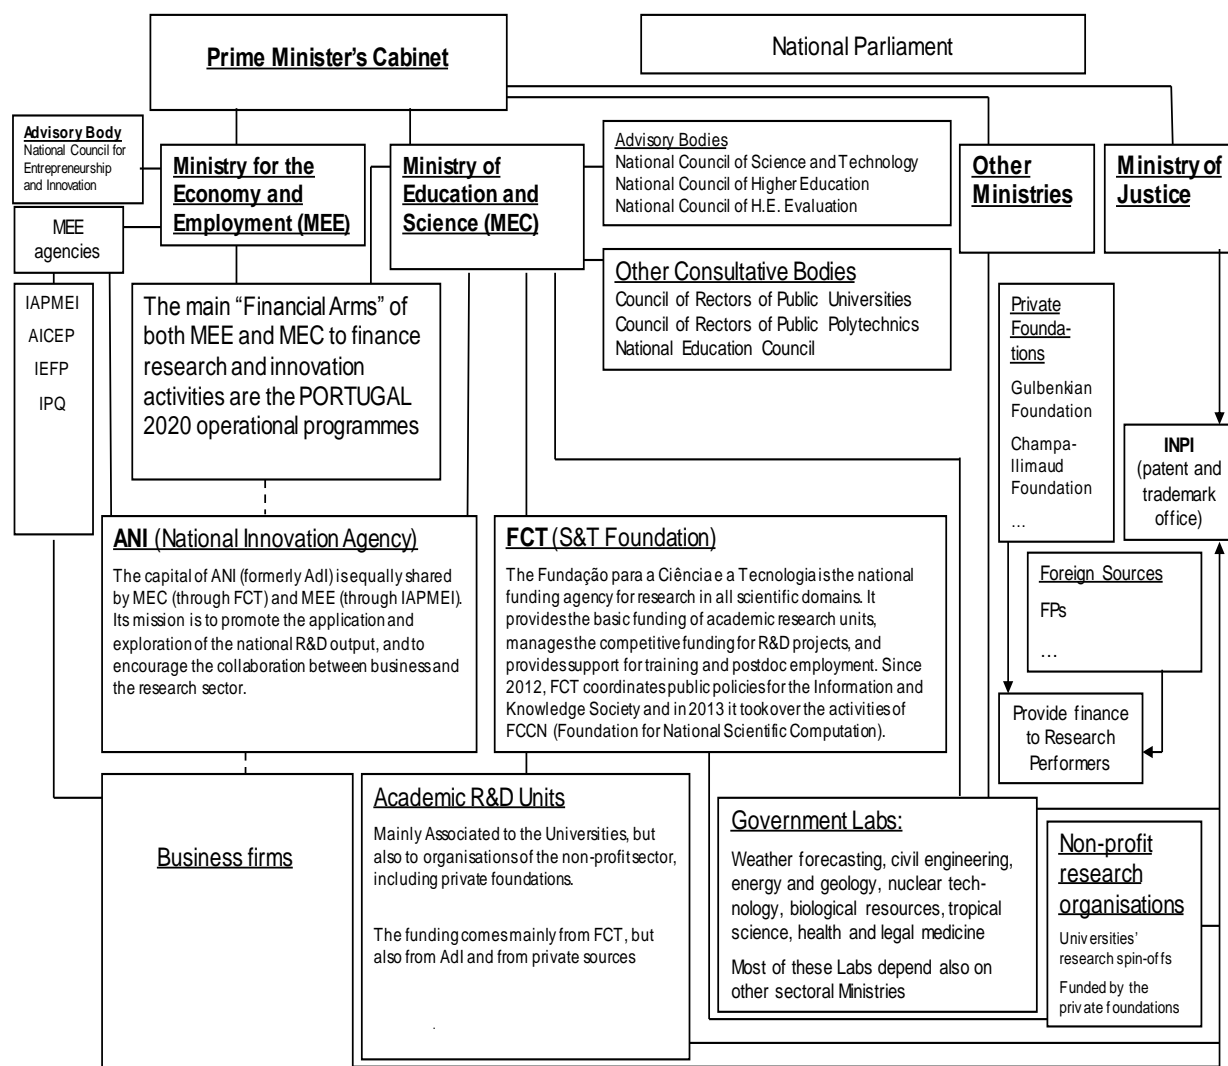 Prime Minister's Cabinet
National Parliament
Advisory Body
National Council for
Entrepreneurship
and Innovation
Ministry for the
Economy and
Employment (MEE)
Ministry of
Education and
Science (MEC)
Advisory Bodies
National Council of Science and Technology
National Council of Higher Education
National Council of H.E. Evaluation
Other
Ministries
Ministry of
Justice
MEE
agencies
Other Consultative Bodies
Council of Rectors of Public Universities
Council of Rectors of Public Polytechnics
National Education Council
IAPMEI
AICEP
IEFP
IPQ
The main “Financial Arms” of
both MEE and MEC to finance
research and innovation
activities are the PORTUGAL
2020 operational programmes
Private
Founda-
tions
Gulbenkian
Foundation
Champa-
llimaud
Foundation
...
INPI
(patent and
trademark
office)
ANI (National Innovation Agency)
The capital of ANI (formerly AdI) is equally shared
by MEC (through FCT) and MEE (through IAPMEI).
Its mission is to promote the application and
exploration of the national R&D output, and to
encourage the collaboration between business and
the research sector.
FCT (S&T Foundation)
The Fundação para a Ciência e a Tecnologia is the national
funding agency for research in all scientific domains. It
provides the basic funding of academic research units,
manages the competitive funding for R&D projects, and
provides support for training and postdoc employment. Since
2012, FCT coordinates public policies for the Information and
Knowledge Society and in 2013 it took over the activities of
FCCN (Foundation for National Scientific Computation).
Foreign Sources
FPs
...
Provide finance
to Research
Performers
Business firms
Academic R&D Units
Mainly Associated to the Universities, but
also to organisations of the non-profit sector,
including private foundations.
The funding comes mainly from FCT, but
also from AdI and from private sources
.
Government Labs:
Weather forecasting, civil engineering,
energy and geology, nuclear tech-
nology, biological resources, tropical
science, health and legal medicine
Most of these Labs depend also on
other sectoral Ministries
Non-profit
research
organisations
Universities'
research spin-offs
Funded by the
private foundations